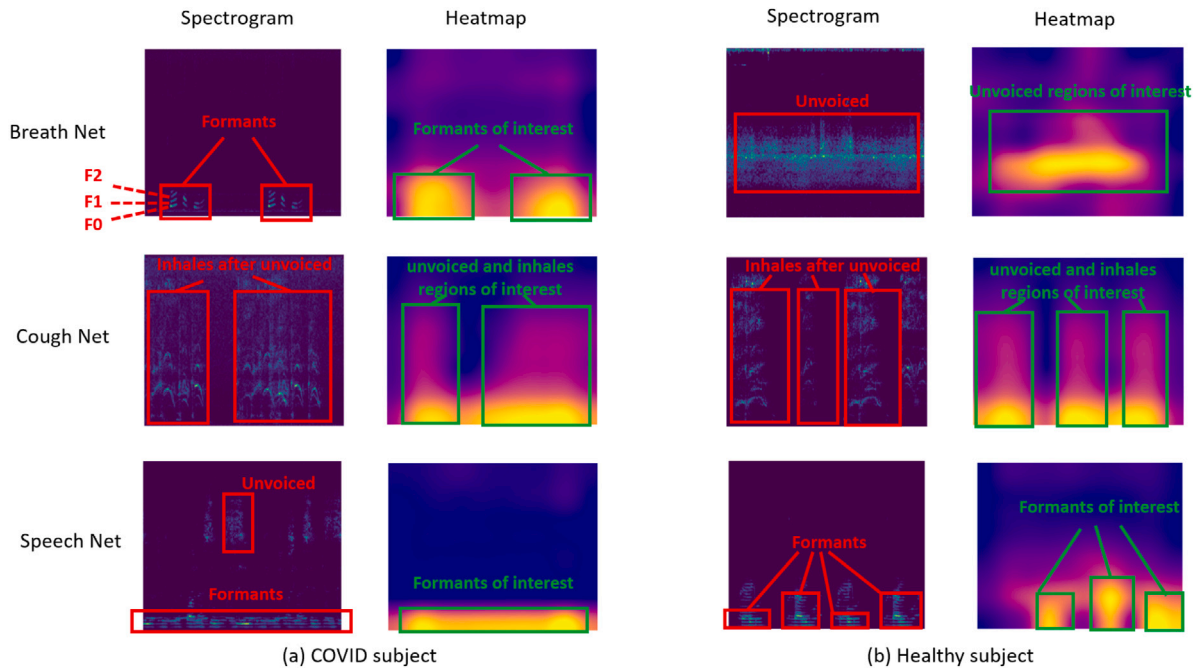 Spectrogram
Heatmap
Spectrogram
Heatmap
Breath Net
Formants
F2
F1
F0
Formants of interest
Unvoiced
Unvoiced regions of interest
Cough Net
Inhales after unvoiced
unvoiced and inhales
regions of interest
Inhales after unvoiced
unvoiced and inhales
regions of interest
Speech Net
Unvoiced
Formants
Formants of interest
Formants
Formants of interest
(a) COVID subject
(b) Healthy subject